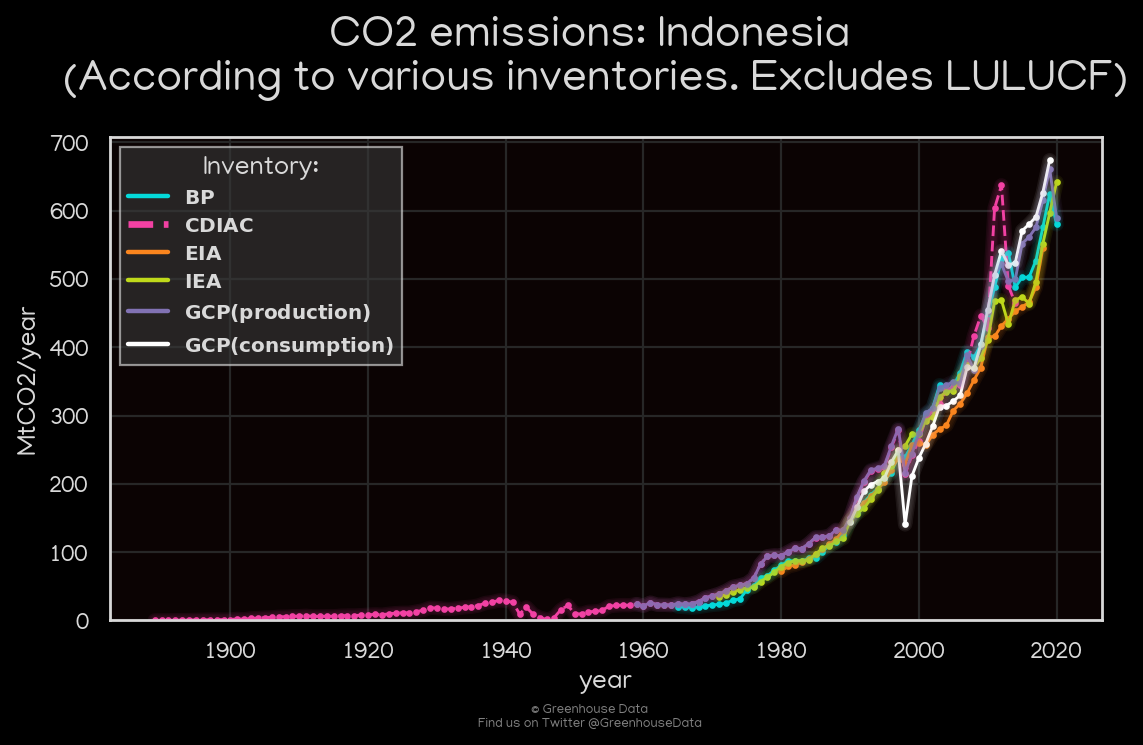 CO2 emissions: Indonesia
(According to various inventories. Excludes LULUCF)
700
600
500
400
300
200
100
0
MtCO2/year
Inventory:
BP
CDIAC
EIA
IEA
GCP(production)
GCP(consumption)
1900
1920
1940
1960
1980
2000
2020
year
© Greenhouse Data
Find us on Twitter @GreenhouseData